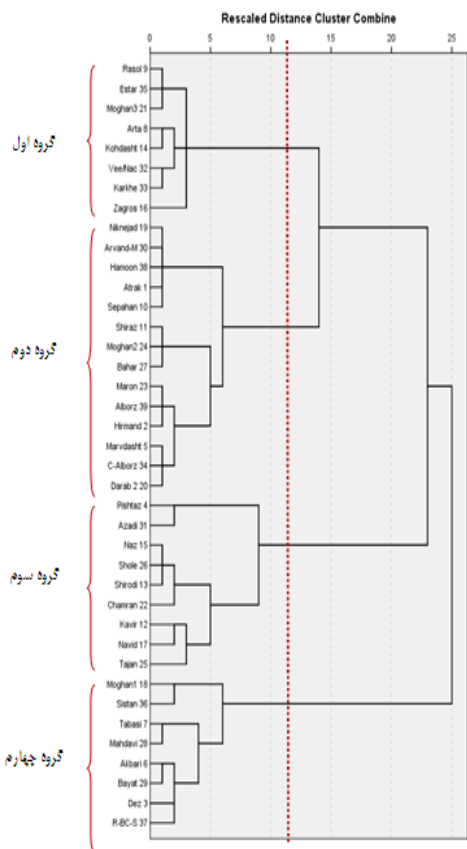 Rescaled Distance Cluster Combine
0 5 10 15 20 25
گروه اول
Rasol 9
Estar 35
Moghan3 21
Arta 8
Kohdasht 14
Vee/Nac 32
Karkhe 33
Zagros 16
گروه دوم
Niknejad 19
Arvand-M 30
Hamoon 38
Atrak 1
Sepahan 10
Shiraz 11
Moghan2 24
Bahar 27
Maron 23
Alborz 39
Hirmand 2
Marvdasht 5
C-Alborz 34
Darab 2 20
گروه سوم
Pishtaz 4
Azadi 31
Naz 15
Shole 26
Shirodi 13
Chamran 22
Kavir 12
Navid 17
Tajan 25
گروه چهارم
Moghan1 18
Sistan 36
Tabasi 7
Mahdavi 28
Akbari 6
Bayat 29
Dez 3
R-BC-S 37